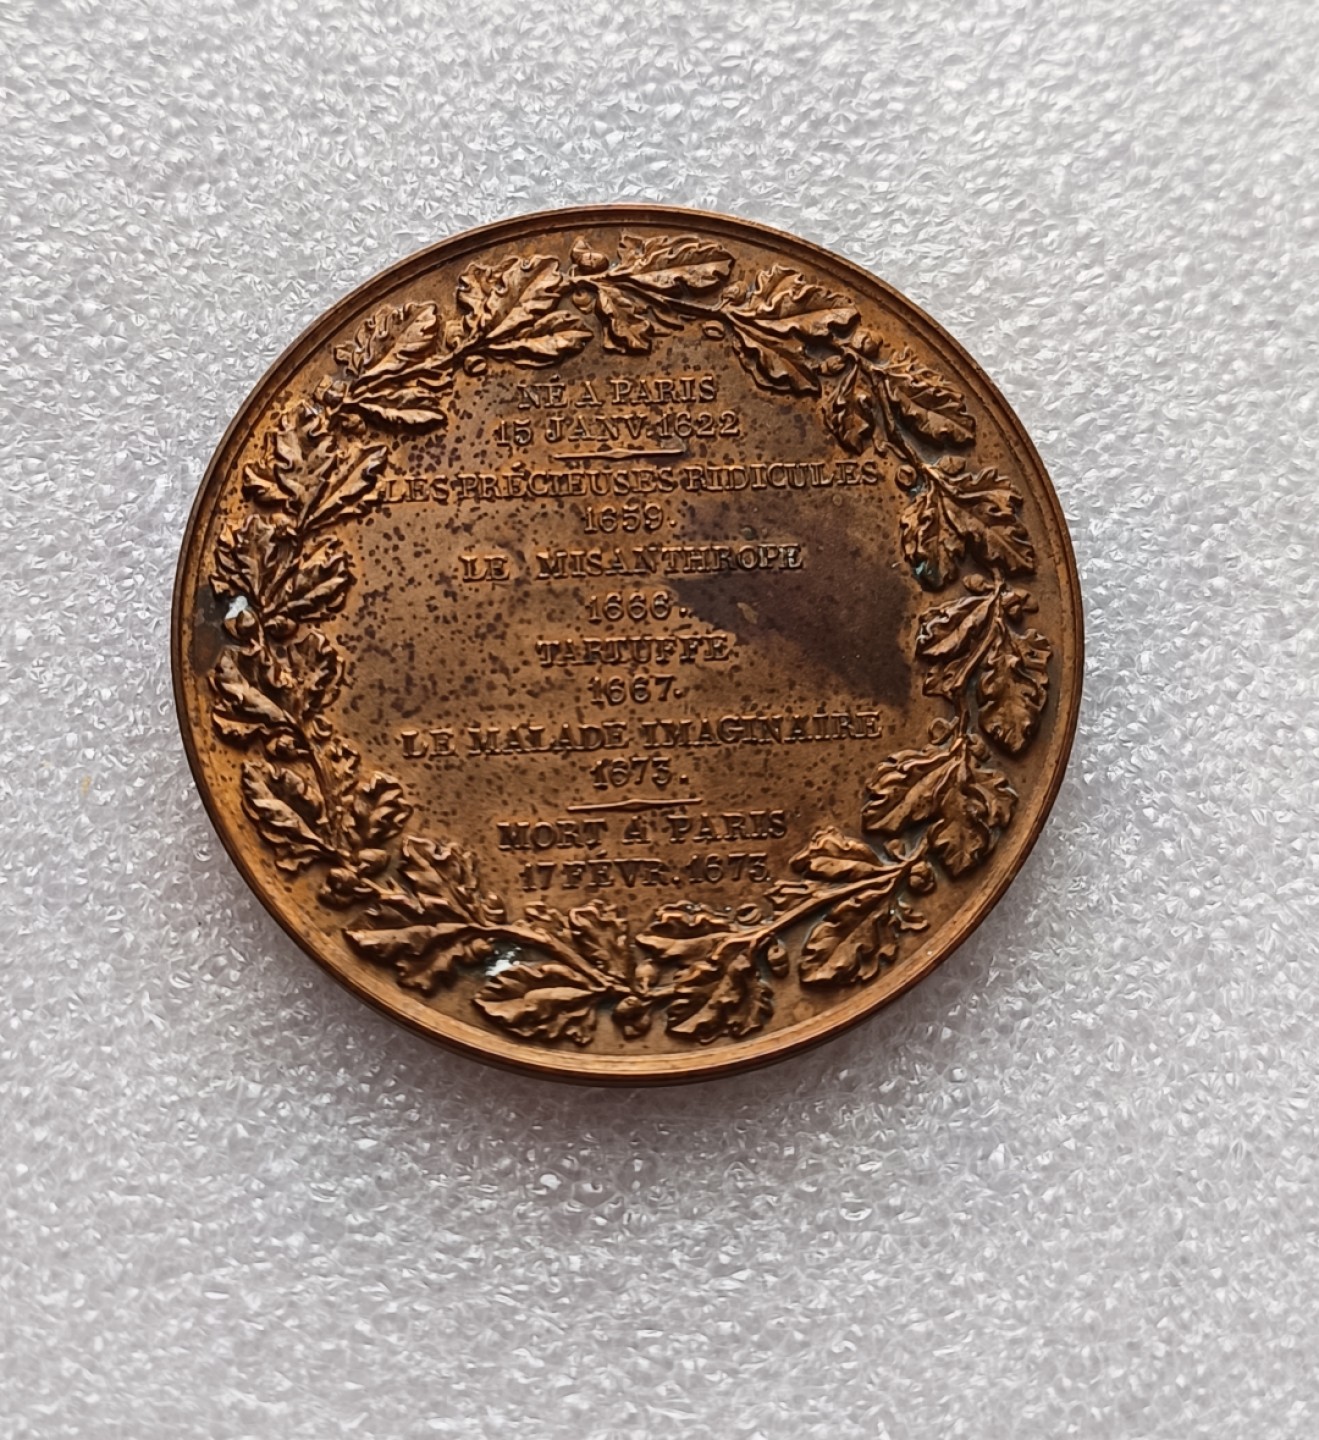 NÉ A PARIS
15 JANV. 1622
LES PRÉCIEUSES RIDICULES
1659.
LE MISANTHROPE
1666.
TARTUFFE
1667.
LE MALADE IMAGINAIRE
1673.
MORT A PARIS
17 FÉVR. 1673.